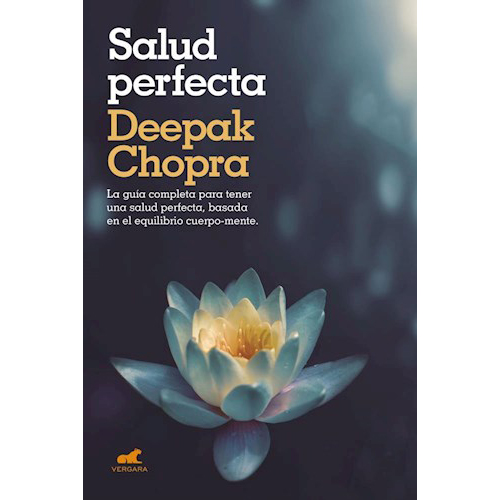 Salud
perfecta
Deepak
Chopra
La guía completa para tener
una salud perfecta, basada
en el equilibrio cuerpo-mente.
VERGARA